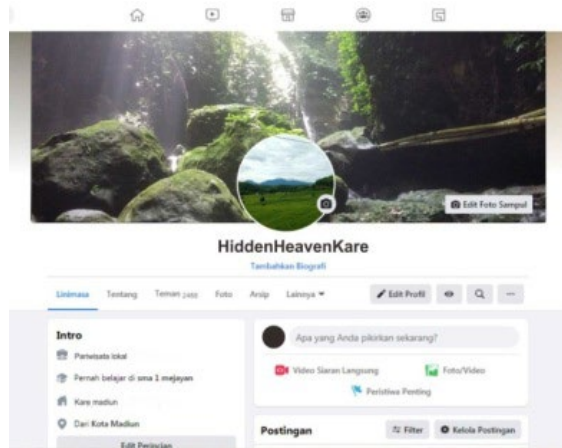 Edit Foto Sampul
HiddenHeavenKare
Tambahkan Biografi
Linimasa Tentang Teman Foto Arsip Lainnya Edit Profil
Intro
Pariwisata lokal
Pernah belajar di sma 1 mejayan
Kare madiun
Dari Kota Madiun
Edit Perincian
Apa yang Anda pikirkan sekarang?
Video Siaran Langsung Foto/Video
Peristiwa Penting
Postingan Filter Kelola Postingan